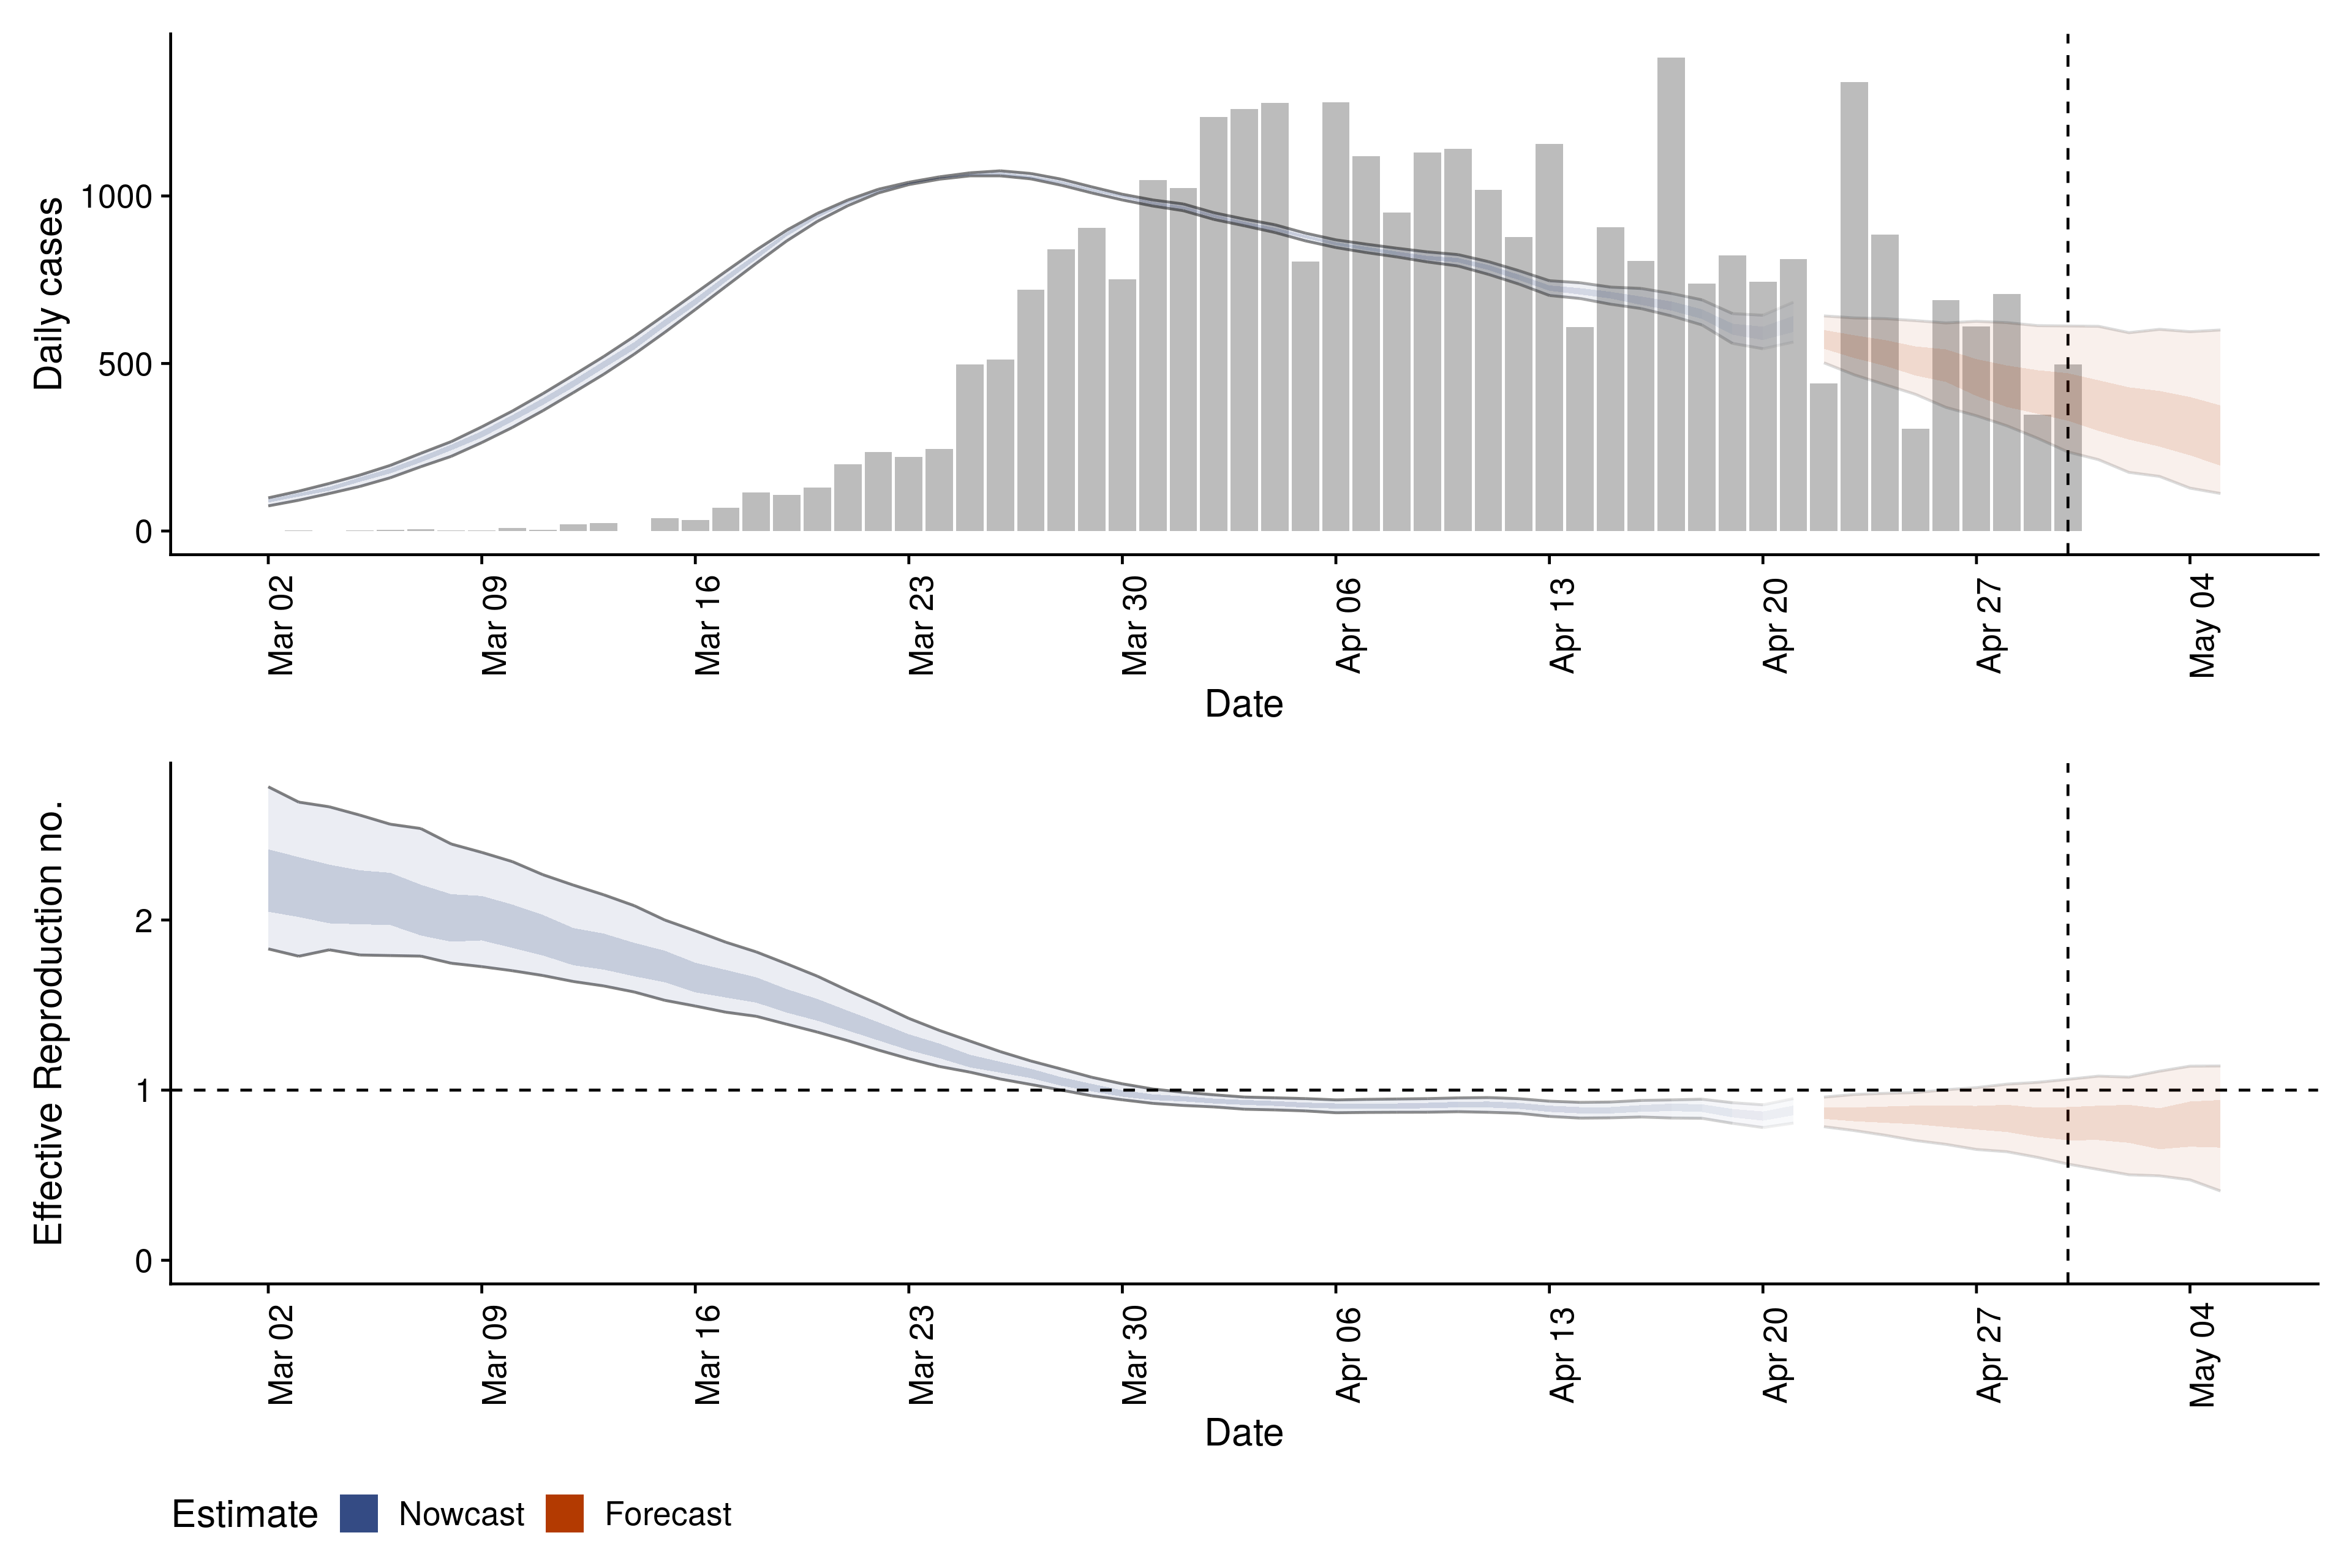 Daily cases
1000
500
0
Mar 02
Mar 09
Mar 16
Mar 23
Mar 30
Apr 06
Apr 13
Apr 20
Apr 27
May 04
Date
Effective Reproduction no.
2
1
0
Mar 02
Mar 09
Mar 16
Mar 23
Mar 30
Apr 06
Apr 13
Apr 20
Apr 27
May 04
Date
Estimate Nowcast Forecast